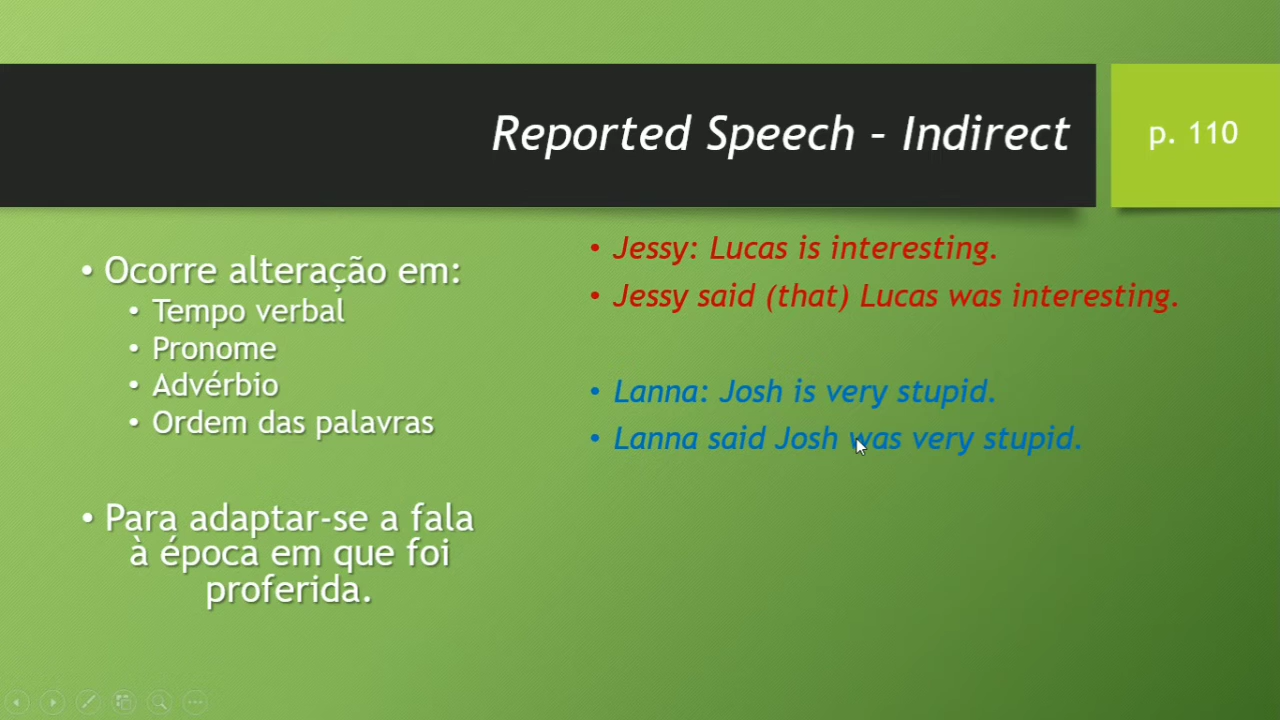 Reported Speech – Indirect
p. 110
• Ocorre alteração em:
• Tempo verbal
• Pronome
• Advérbio
• Ordem das palavras
• Para adaptar-se a fala
à época em que foi
proferida.
• Jessy: Lucas is interesting.
• Jessy said (that) Lucas was interesting.
• Lanna: Josh is very stupid.
• Lanna said Josh was very stupid.